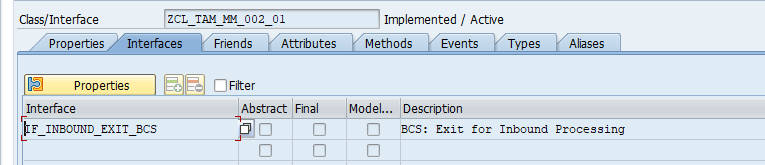 Class/Interface ZCL_TAM_MM_002_01 Implemented / Active
Properties Interfaces Friends Attributes Methods Events Types Aliases
Properties Filter
Interface Abstract Final Model... Description
IF_INBOUND_EXIT_BCS BCS: Exit for Inbound Processing